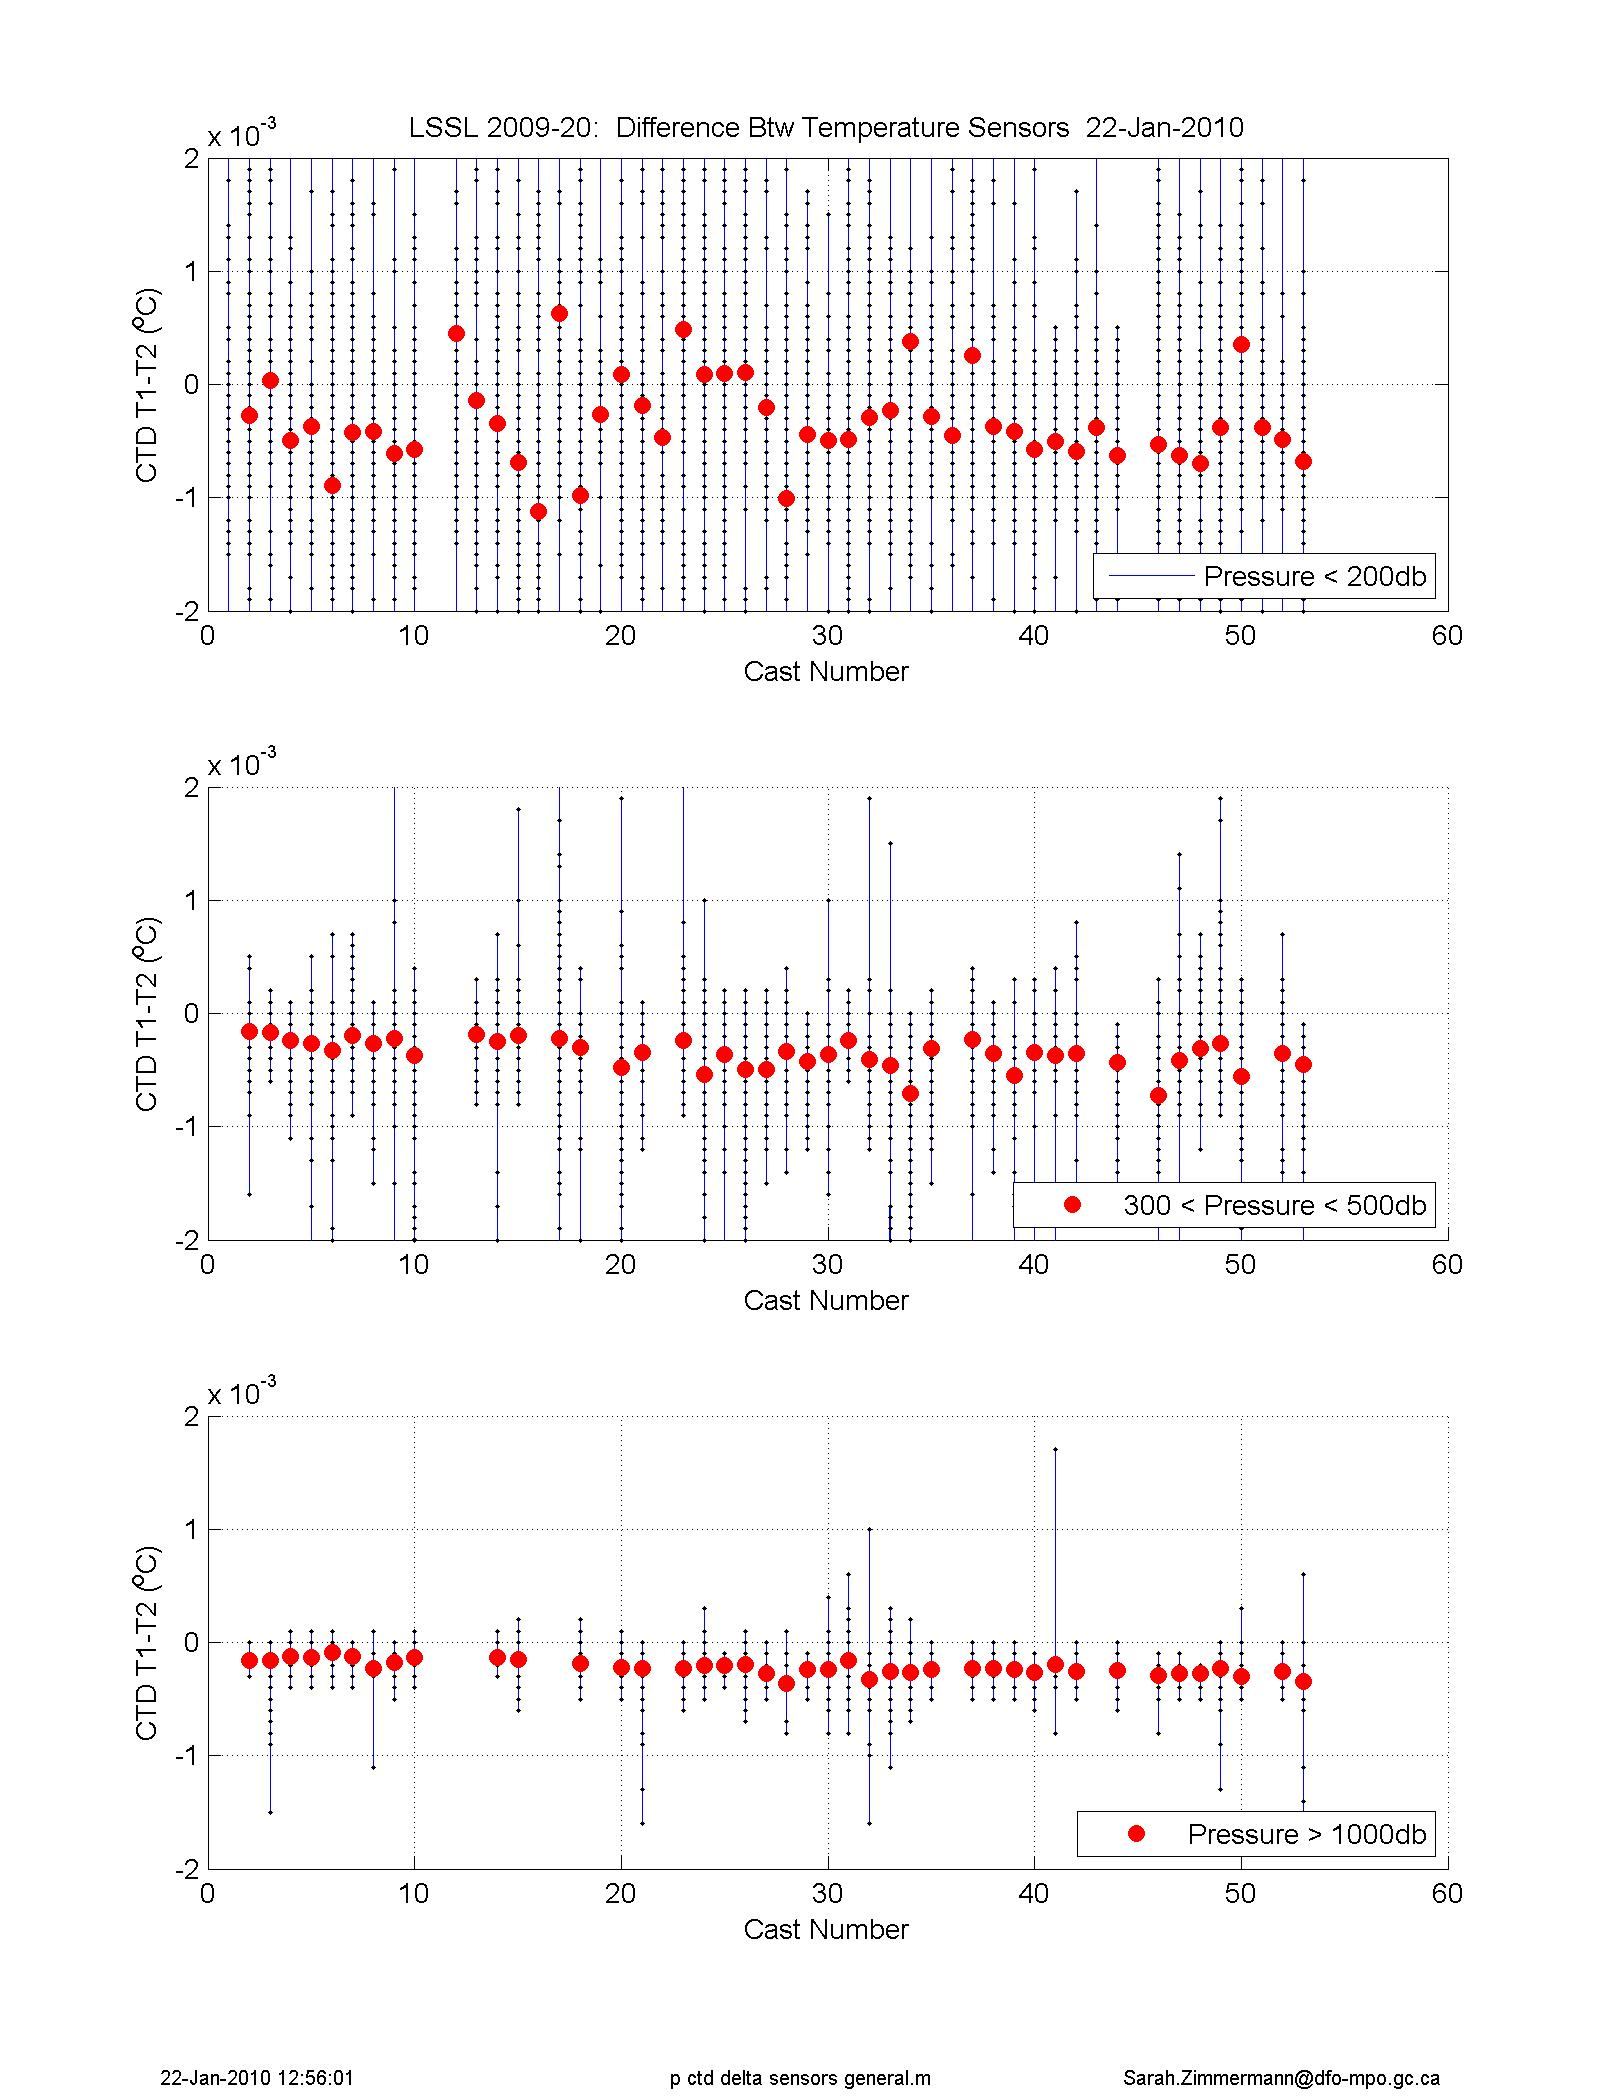 LSSL 2009-20:  Difference Btw Temperature Sensors  22-Jan-2010
x 10-3
2
1
0
-1
-2
CTD T1-T2 (ºC)
Pressure < 200db
0 10 20 30 40 50 60
Cast Number
x 10-3
2
1
0
-1
-2
CTD T1-T2 (ºC)
300 < Pressure < 500db
0 10 20 30 40 50 60
Cast Number
x 10-3
2
1
0
-1
-2
CTD T1-T2 (ºC)
Pressure > 1000db
0 10 20 30 40 50 60
Cast Number
22-Jan-2010 12:56:01 p ctd delta sensors general.m Sarah.Zimmermann@dfo-mpo.gc.ca